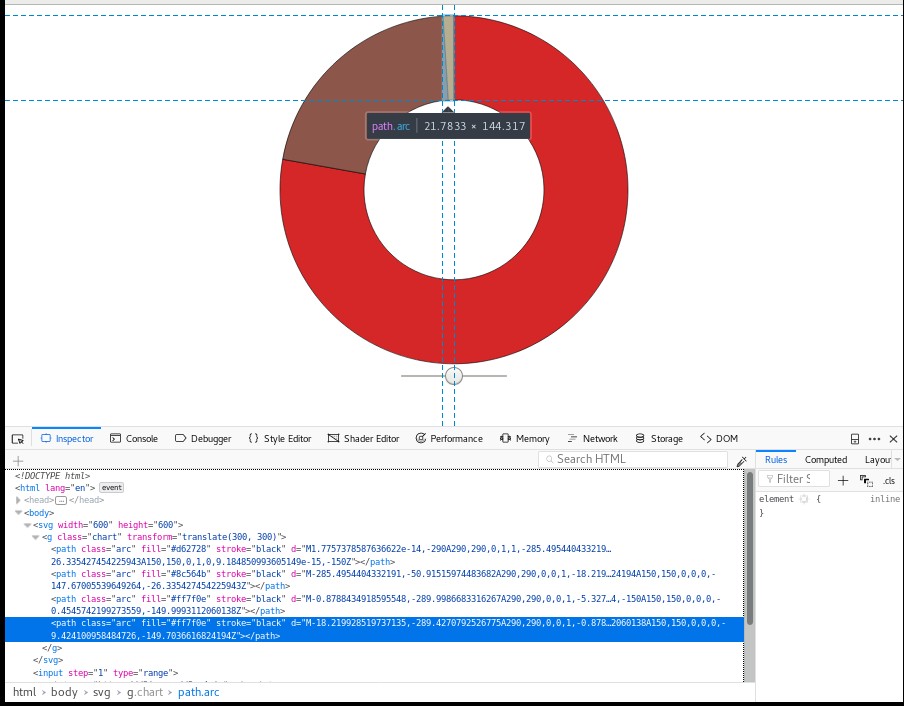 path.arc | 21.7833 × 144.317
Inspector Console Debugger { } Style Editor Shader Editor Performance Memory Network Storage DOM
+ Search HTML Rules Computed Layou
<!DOCTYPE html>
<html lang="en"> event
<head>…</head>
<body>
<svg width="600" height="600">
<g class="chart" transform="translate(300, 300)">
<path class="arc" fill="#d62728" stroke="black" d="M1.7757378587636622e-14,-290A290,290,0,1,1,-285.495440433219…
26.335427454225943A150,150,0,1,0,9.184850993605149e-15,-150Z"></path>
<path class="arc" fill="#8c564b" stroke="black" d="M-285.4954404332191,-50.91515974483682A290,290,0,0,1,-18.219…24194A150,150,0,0,0,-
147.67005539649264,-26.33542745422594Z"></path>
<path class="arc" fill="#ff7f0e" stroke="black" d="M-0.8788434918595548,-289.9986683316267A290,290,0,0,1,-5.327…4,-150A150,150,0,0,0,-
0.4545742199273559,-149.9993112060138Z"></path>
<path class="arc" fill="#ff7f0e" stroke="black" d="M-18.219928519737135,-289.4270792526775A290,290,0,0,1,-0.878…2060138A150,150,0,0,0,-
9.424100958484726,-149.7036616824194Z"></path>
</g>
</svg>
<input step="1" type="range">
Filter S + .cls
element { inline
}
html > body > svg > g.chart > path.arc